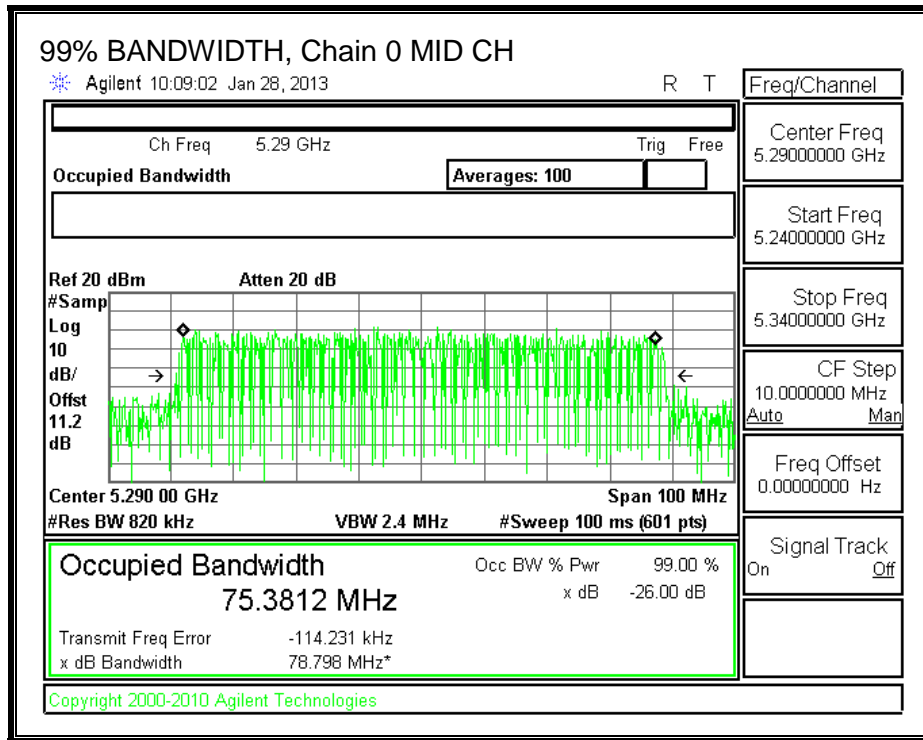 99% BANDWIDTH, Chain 0 MID CH
Agilent 10:09:02 Jan 28, 2013 R T
Freq/Channel
Ch Freq 5.29 GHz Trig Free
Occupied Bandwidth Averages: 100
Center Freq
5.29000000 GHz
Start Freq
5.24000000 GHz
Stop Freq
5.34000000 GHz
CF Step
10.0000000 MHz
Auto Man
Freq Offset
0.00000000 Hz
Signal Track
On Off
Ref 20 dBm Atten 20 dB
#Samp
Log
10
dB/
Offst
11.2
dB
Center 5.290 00 GHz Span 100 MHz
#Res BW 820 kHz VBW 2.4 MHz #Sweep 100 ms (601 pts)
Occupied Bandwidth Occ BW % Pwr 99.00 %
75.3812 MHz x dB -26.00 dB
Transmit Freq Error -114.231 kHz
x dB Bandwidth 78.798 MHz*
Copyright 2000-2010 Agilent Technologies